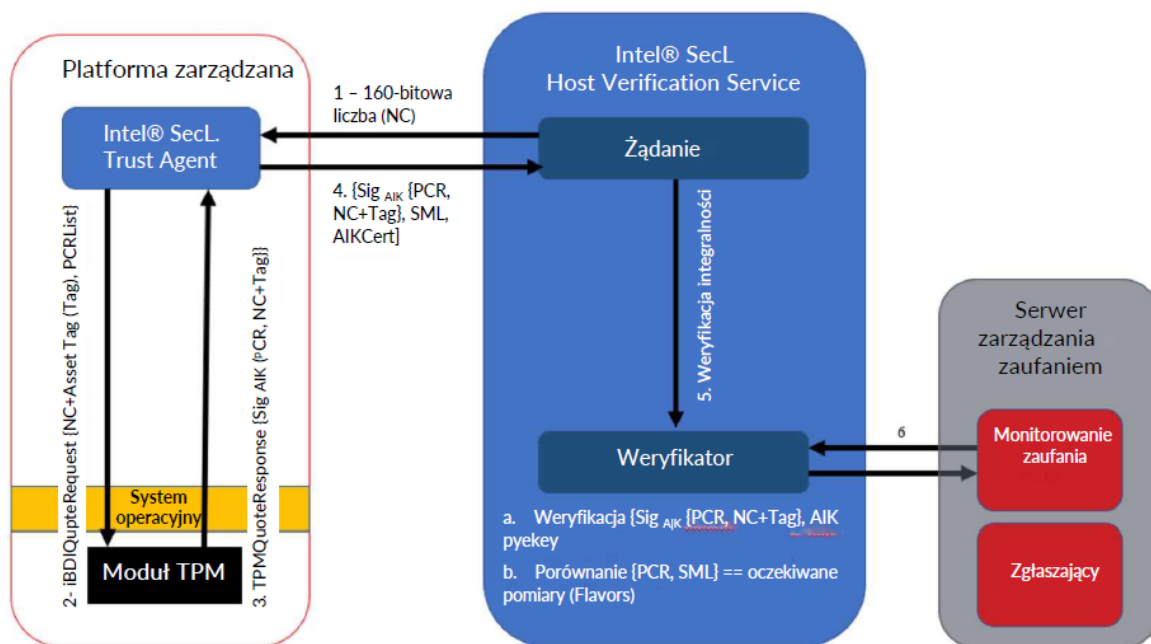 Platforma zarządzana
Intel® SecL.
Trust Agent
2- iBDIQupteRequest {NC+Asset Tag (Tag), PCRList}
3. TPMQuoteResponse {Sig AIK (PCR, NC+Tag}}
System
operacyjny
Moduł TPM
1 – 160-bitowa
liczba (NC)
4. {Sig AIK {PCR,
NC+Tag}, SML,
AIKCert]
Intel® SecL
Host Verification Service
Żądanie
5. Weryfikacja integralności
Weryfikator
a. Weryfikacja {Sig AIK {PCR, NC+Tag}, AIK
pyekey
b. Porównanie {PCR, SML} == oczekiwane
pomiary (Flavors)
6
Serwer
zarządzania
zaufaniem
Monitorowanie
zaufania
Zgłaszający